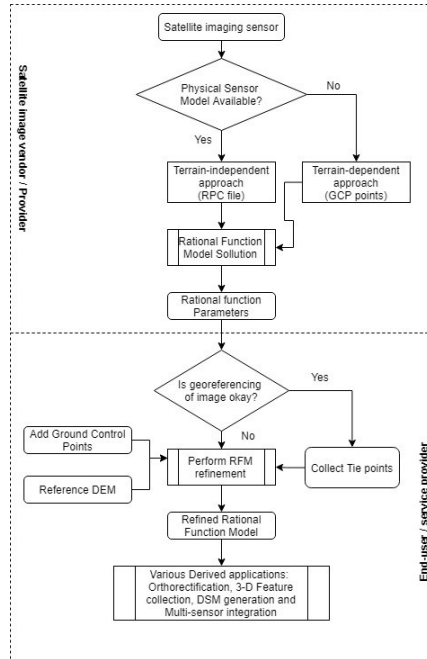 Satellite image vendor / Provider
Satellite imaging sensor
Physical Sensor
Model Available?
No
Yes
Terrain-independent
approach
(RPC file)
Terrain-dependent
approach
(GCP points)
Rational Function
Model Sollution
Rational function
Parameters
Is georeferencing
of image okay?
Yes
No
Add Ground Control
Points
Reference DEM
Perform RFM
refinement
Collect Tie points
Refined Rational
Function Model
Various Derived applications:
Orthorectification, 3-D Feature
collection, DSM generation and
Multi-sensor integration
End-user / service provider